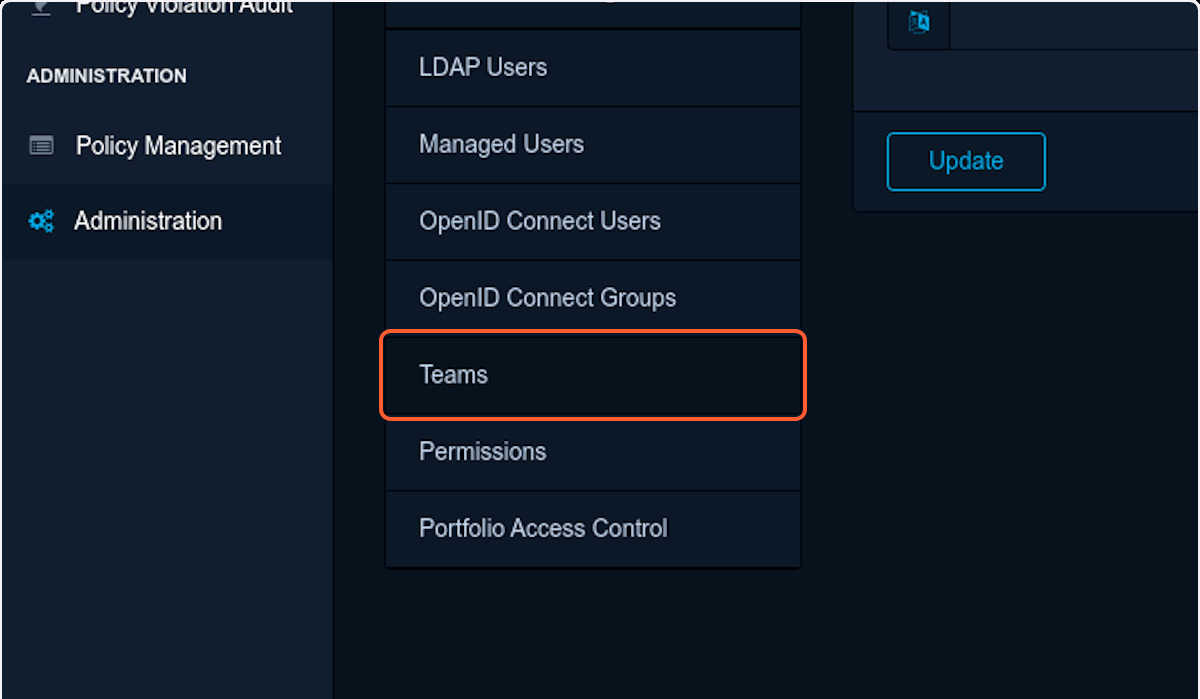 Policy Violation Audit
ADMINISTRATION
Policy Management
Administration
LDAP Users
Managed Users
OpenID Connect Users
OpenID Connect Groups
Teams
Permissions
Portfolio Access Control
Update